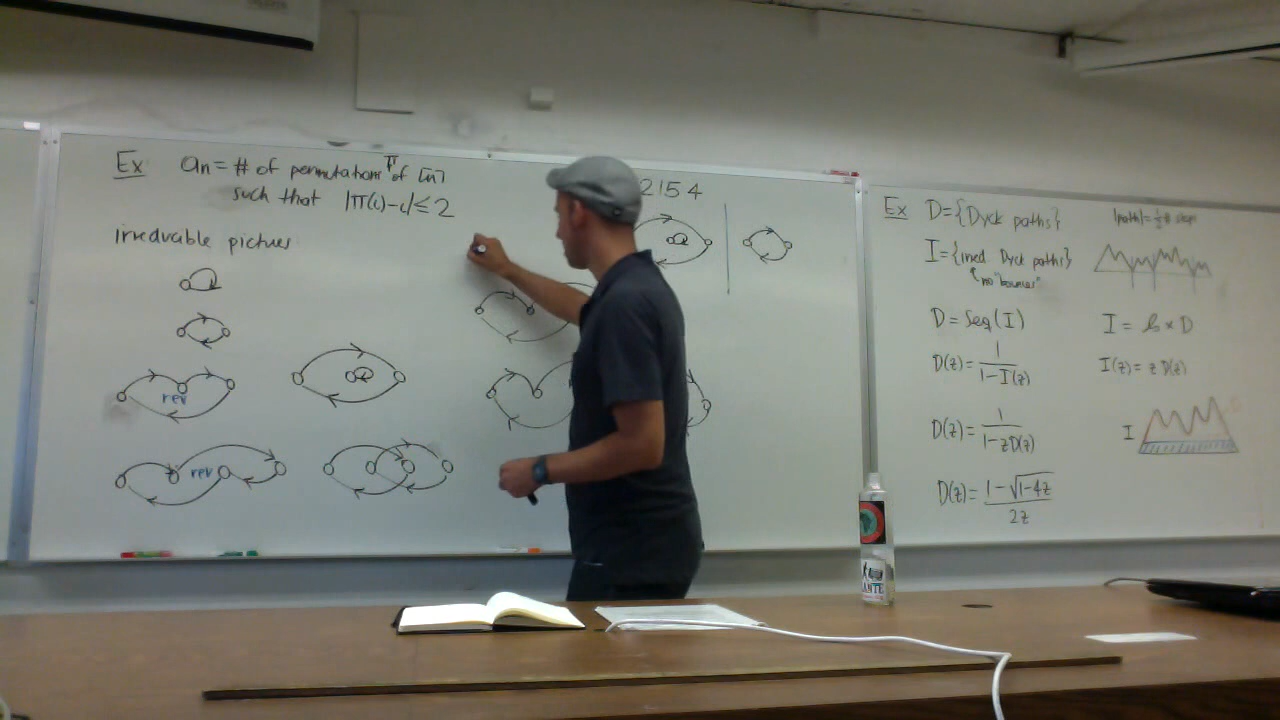 Ex an = # of permutations π of [n]
such that |π(i)-i| ≤ 2
irreducible pictures
rev
rev
2154
Ex D = {Dyck paths}
|path| = ½ # steps
I = {irred Dyck paths}
no "bounces"
D = Seq(I)
I = b × D
D(z) = 1/(1-I(z))
I(z) = z D(z)
D(z) = 1/(1-zD(z))
I
D(z) = (1-√(1-4z))/2z
ANTE